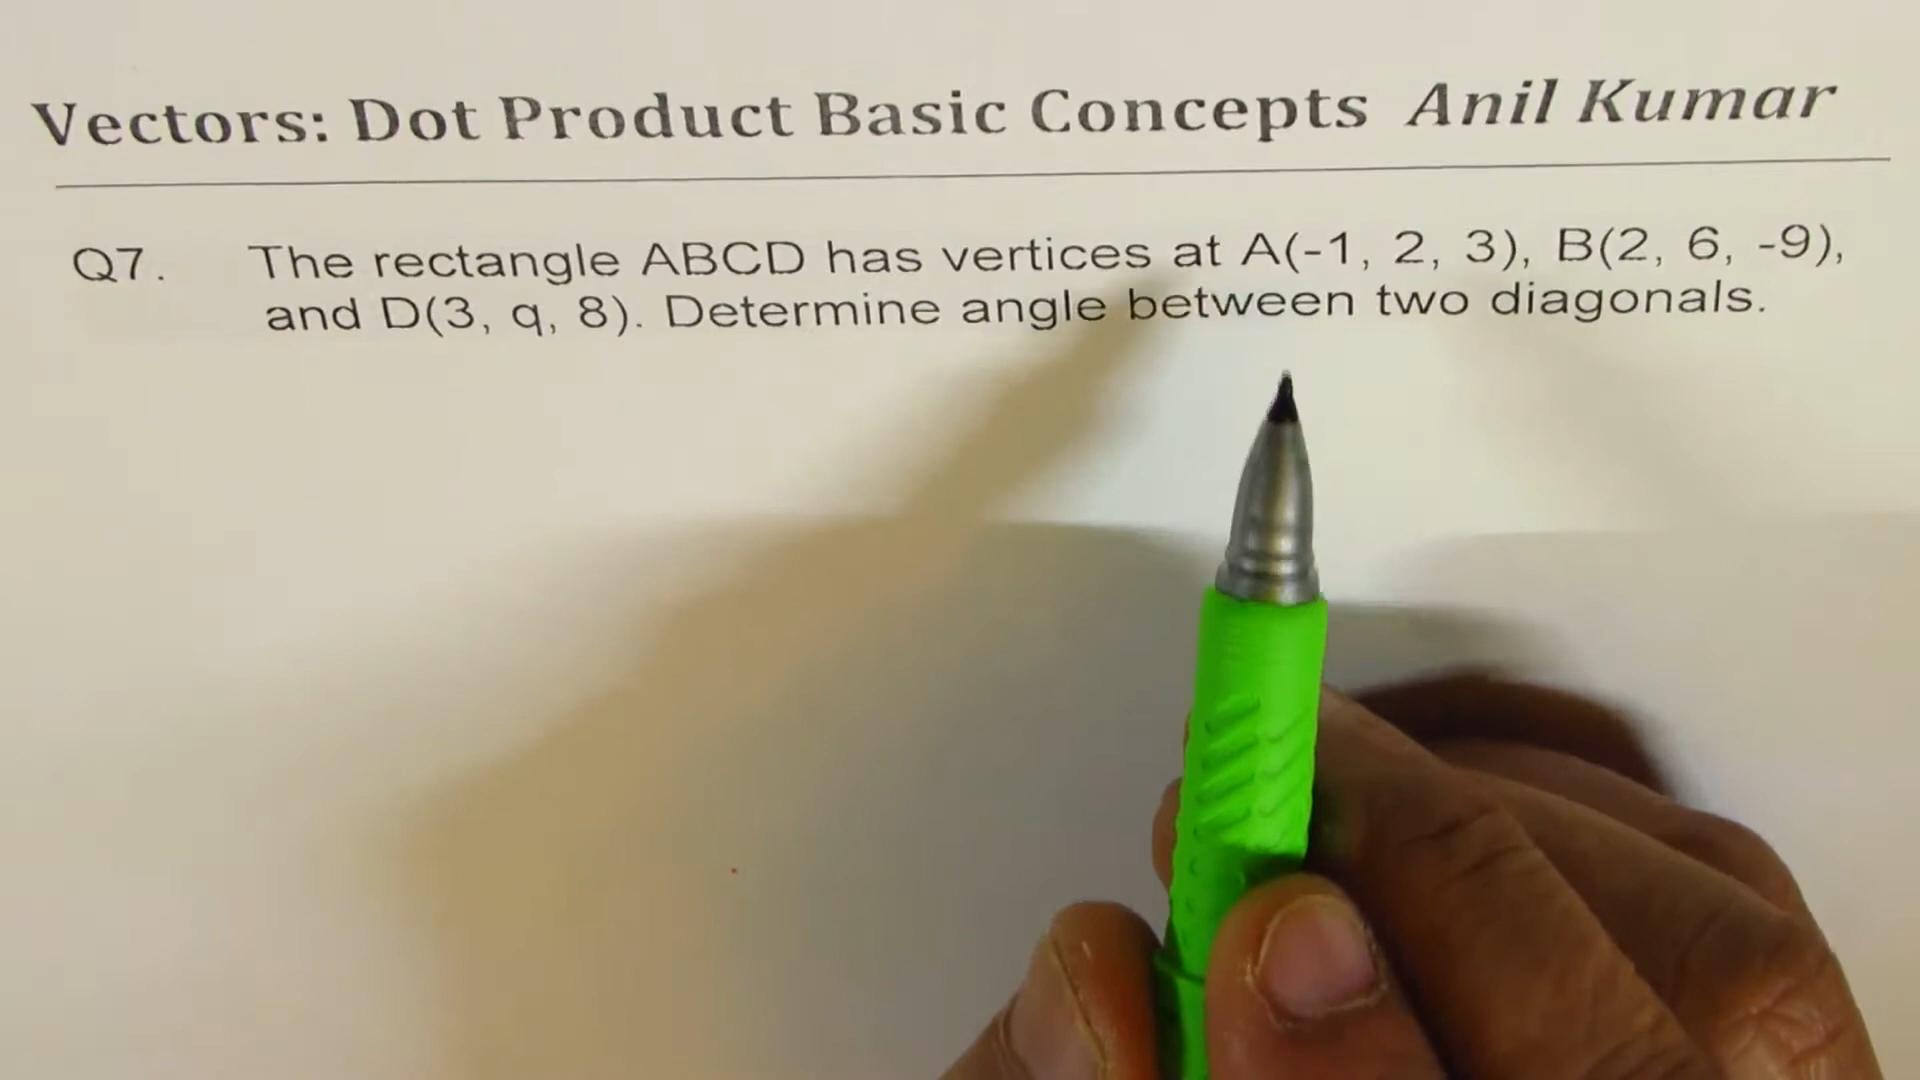 Vectors: Dot Product Basic Concepts Anil Kumar
Q7. The rectangle ABCD has vertices at A(-1, 2, 3), B(2, 6, -9),
and D(3, q, 8). Determine angle between two diagonals.